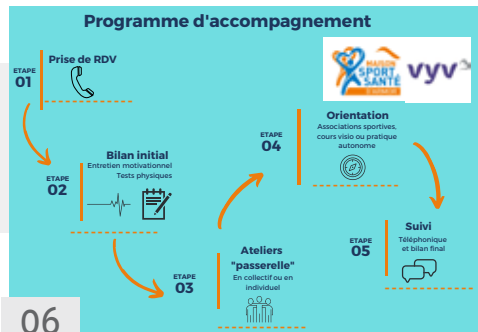 Programme d'accompagnement
MAISON
SPORT
SANTÉ
vyv
ETAPE
01
Prise de RDV
ETAPE
02
Bilan initial
Entretien motivationnel
Tests physiques
ETAPE
03
Ateliers
"passerelle"
En collectif ou en
individuel
ETAPE
04
Orientation
Associations sportives,
cours visio ou pratique
autonome
ETAPE
05
Suivi
Téléphonique
et bilan final
06